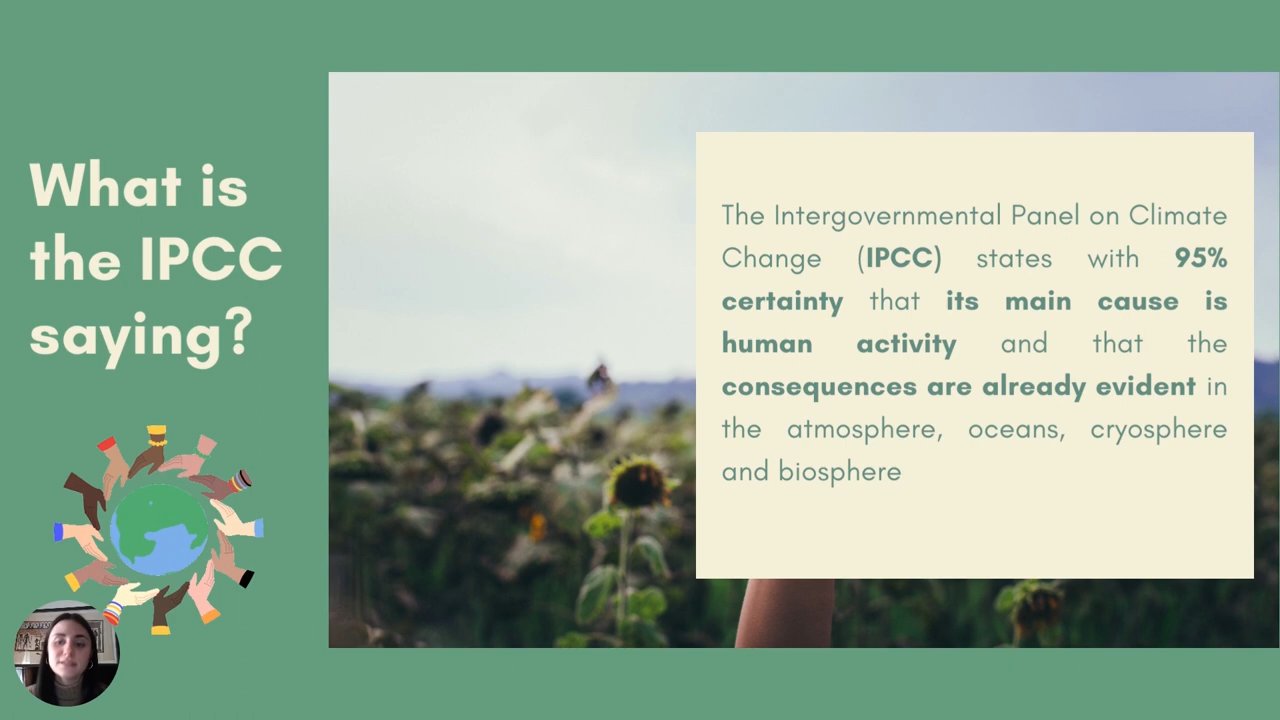 What is
the IPCC
saying?
The Intergovernmental Panel on Climate
Change (IPCC) states with 95%
certainty that its main cause is
human activity and that the
consequences are already evident in
the atmosphere, oceans, cryosphere
and biosphere